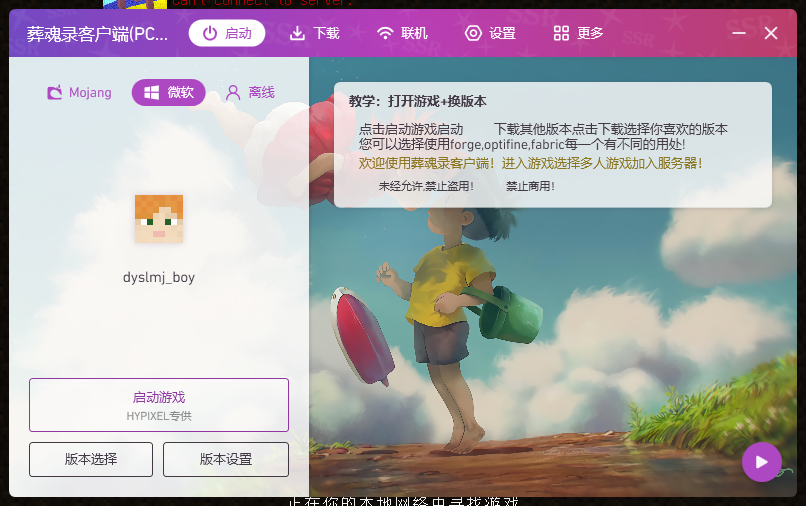 can't connect to server.
葬魂录客户端(PC...
启动
下载
联机
设置
更多
SSR
SSR
Mojang
微软
离线
教学：打开游戏+换版本
点击启动游戏启动 下载其他版本点击下载选择你喜欢的版本
您可以选择使用forge,optifine,fabric每一个有不同的用处!
欢迎使用葬魂录客户端！进入游戏选择多人游戏加入服务器！
未经允许,禁止盗用！ 禁止商用！
dyslmj_boy
启动游戏
HYPIXEL专供
版本选择
版本设置
正在你的本地网络中寻找游戏